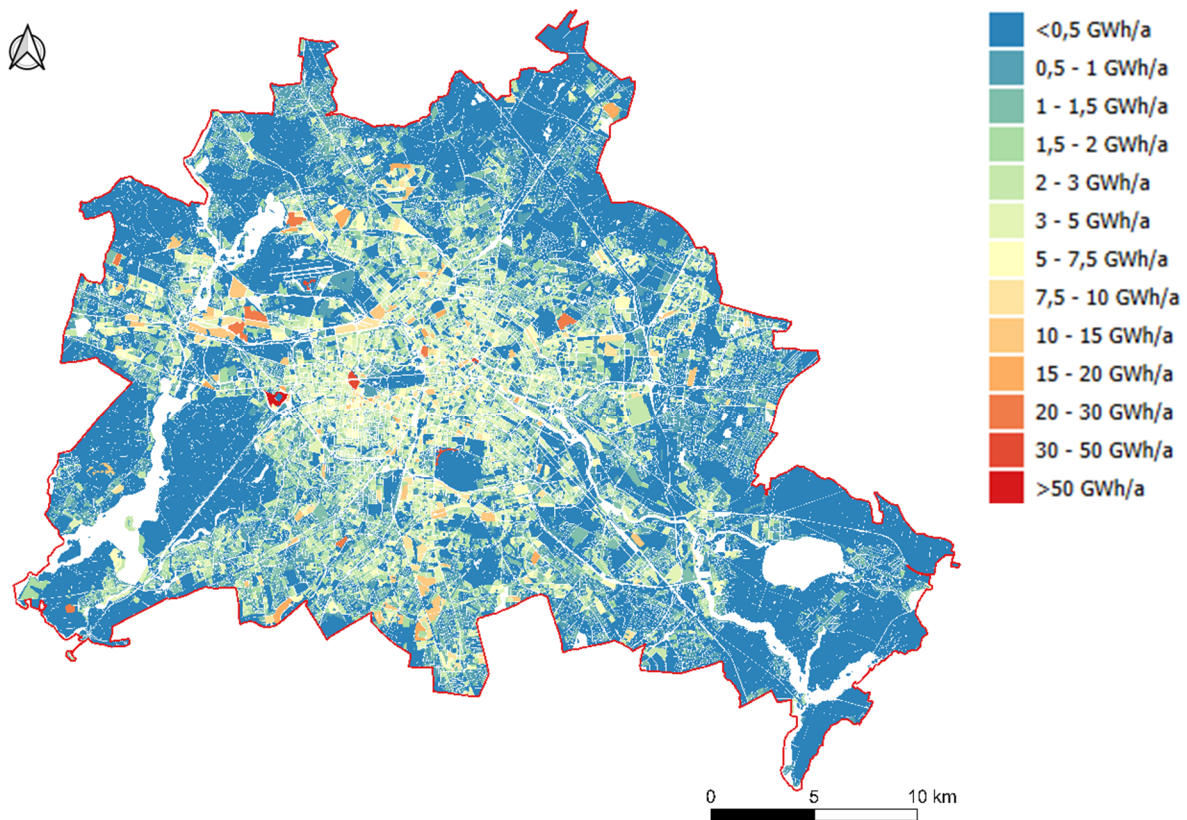 <0,5 GWh/a
0,5 - 1 GWh/a
1 - 1,5 GWh/a
1,5 - 2 GWh/a
2 - 3 GWh/a
3 - 5 GWh/a
5 - 7,5 GWh/a
7,5 - 10 GWh/a
10 - 15 GWh/a
15 - 20 GWh/a
20 - 30 GWh/a
30 - 50 GWh/a
>50 GWh/a
0 5 10 km